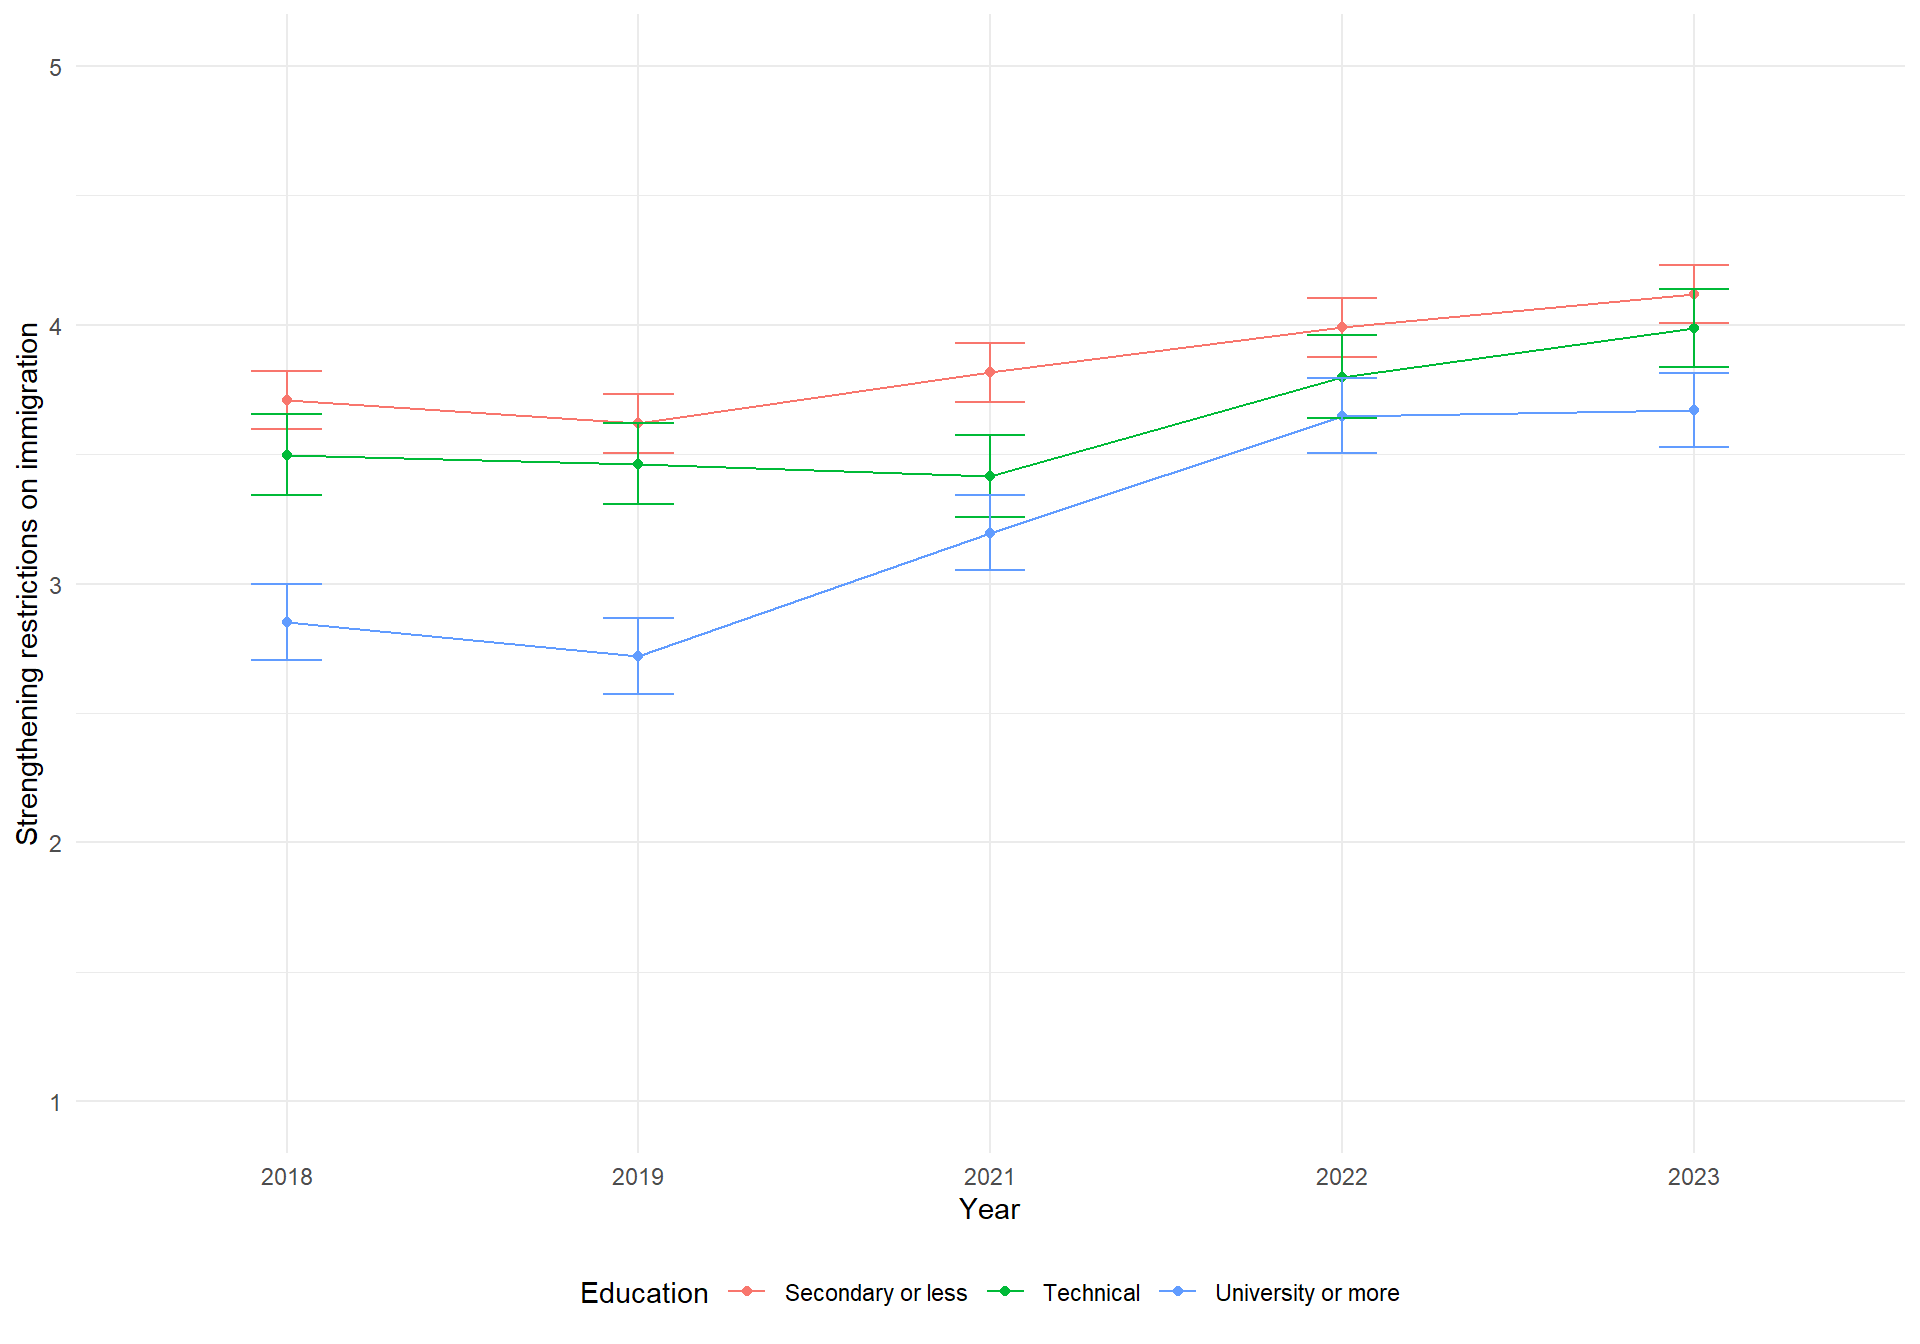 Strengthening restrictions on immigration
5
4
3
2
1
2018 2019 2021 2022 2023
Year
Education Secondary or less Technical University or more